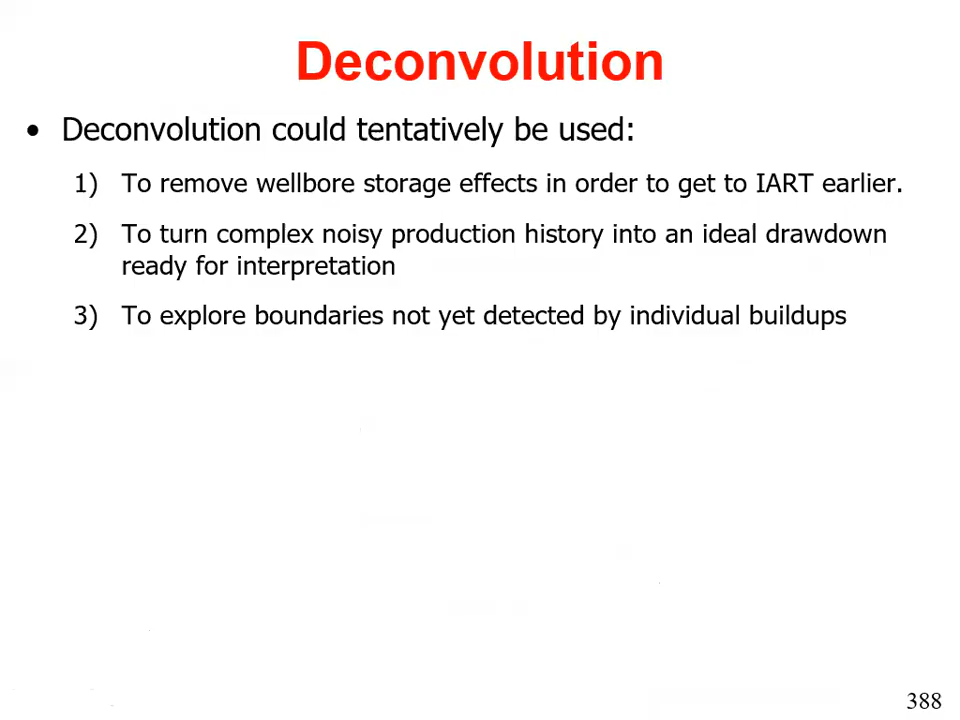 Deconvolution
• Deconvolution could tentatively be used:
1) To remove wellbore storage effects in order to get to IART earlier.
2) To turn complex noisy production history into an ideal drawdown
ready for interpretation
3) To explore boundaries not yet detected by individual buildups
388